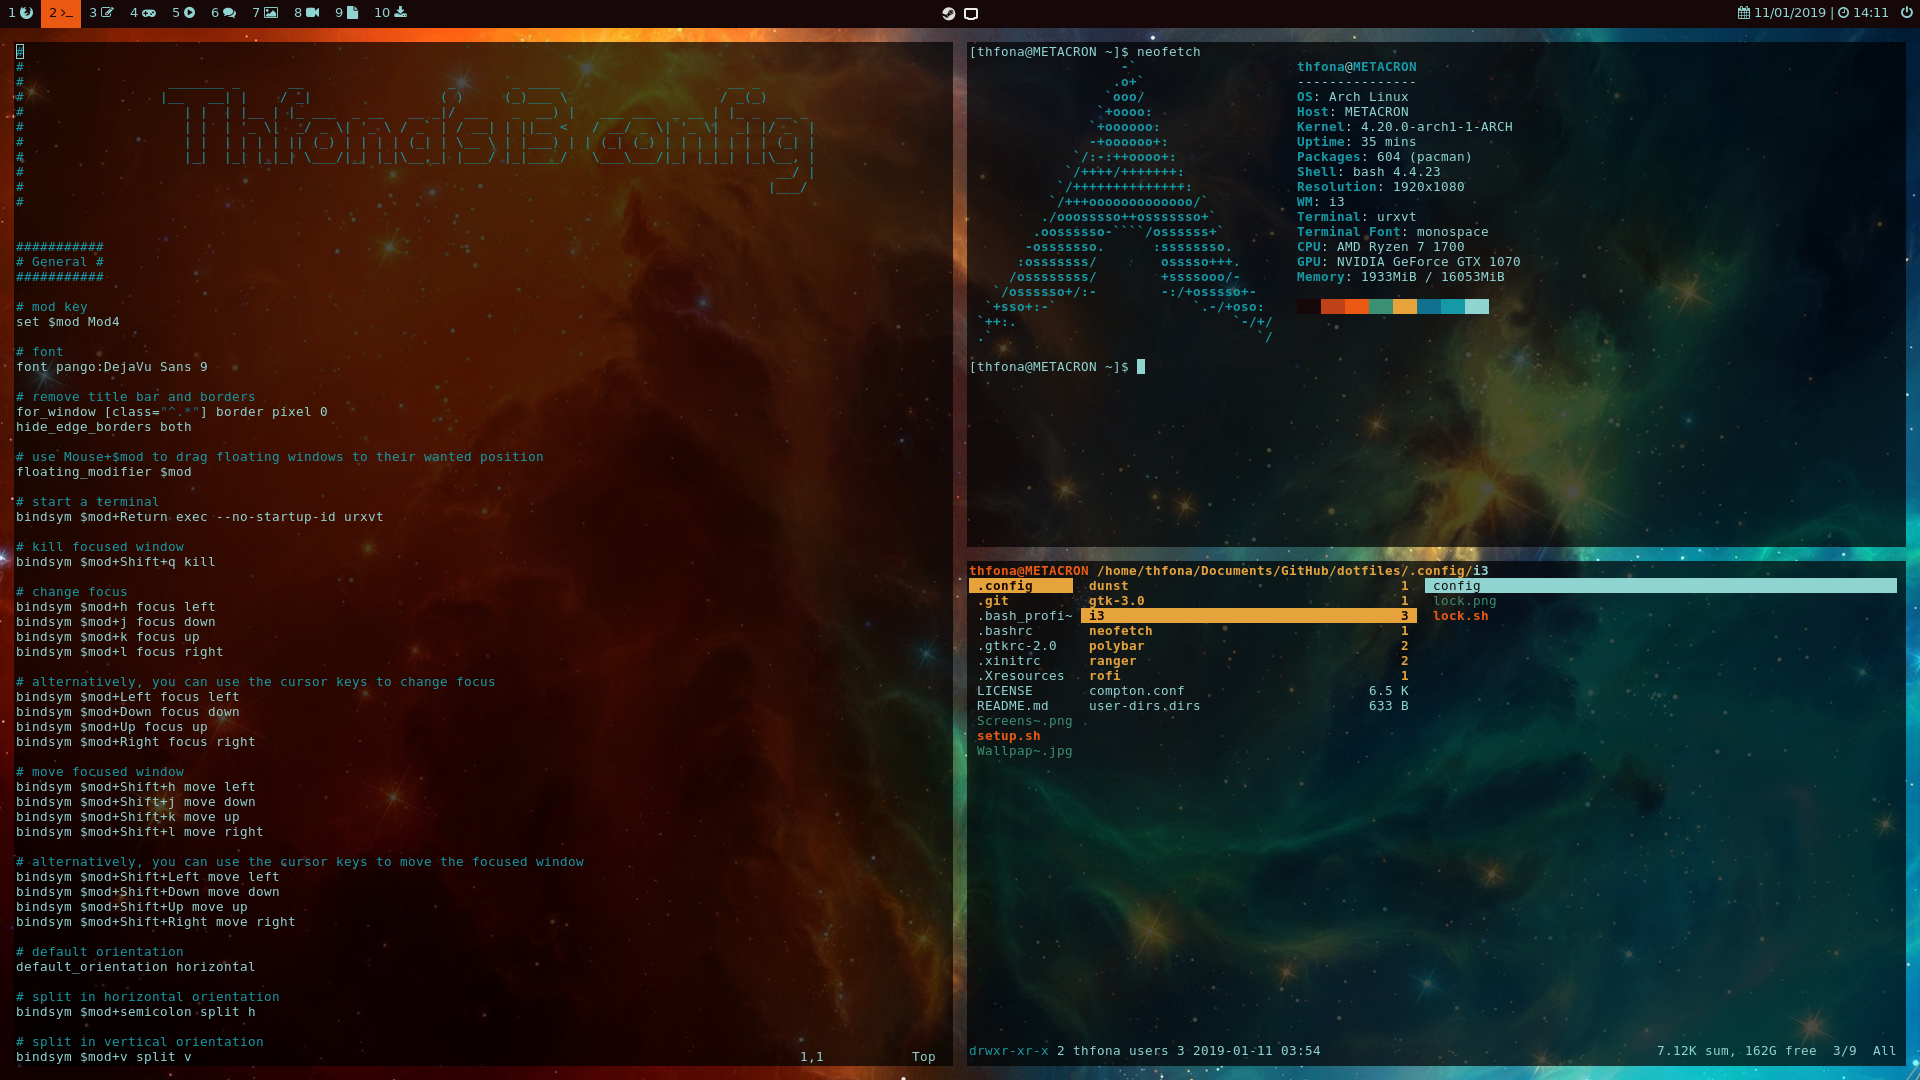 1 2 3 4 5 6 7 8 9 10
11/01/2019 | 14:11
#
#
#
#
#
#
#
#
#
#
#
###########
# General #
###########
# mod key
set $mod Mod4
# font
font pango:DejaVu Sans 9
# remove title bar and borders
for_window [class="^.*"] border pixel 0
hide_edge_borders both
# use Mouse+$mod to drag floating windows to their wanted position
floating_modifier $mod
# start a terminal
bindsym $mod+Return exec --no-startup-id urxvt
# kill focused window
bindsym $mod+Shift+q kill
# change focus
bindsym $mod+h focus left
bindsym $mod+j focus down
bindsym $mod+k focus up
bindsym $mod+l focus right
# alternatively, you can use the cursor keys to change focus
bindsym $mod+Left focus left
bindsym $mod+Down focus down
bindsym $mod+Up focus up
bindsym $mod+Right focus right
# move focused window
bindsym $mod+Shift+h move left
bindsym $mod+Shift+j move down
bindsym $mod+Shift+k move up
bindsym $mod+Shift+l move right
# alternatively, you can use the cursor keys to move the focused window
bindsym $mod+Shift+Left move left
bindsym $mod+Shift+Down move down
bindsym $mod+Shift+Up move up
bindsym $mod+Shift+Right move right
# default orientation
default_orientation horizontal
# split in horizontal orientation
bindsym $mod+semicolon split h
# split in vertical orientation
bindsym $mod+v split v
1,1 Top
[thfona@METACRON ~]$ neofetch
thfona@METACRON
---------------
OS: Arch Linux
Host: METACRON
Kernel: 4.20.0-arch1-1-ARCH
Uptime: 35 mins
Packages: 604 (pacman)
Shell: bash 4.4.23
Resolution: 1920x1080
WM: i3
Terminal: urxvt
Terminal Font: monospace
CPU: AMD Ryzen 7 1700
GPU: NVIDIA GeForce GTX 1070
Memory: 1933MiB / 16053MiB
[thfona@METACRON ~]$
thfona@METACRON /home/thfona/Documents/GitHub/dotfiles/.config/i3
.config dunst 1 config
.git gtk-3.0 1 lock.png
.bash_profi~ i3 3 lock.sh
.bashrc neofetch 1
.gtkrc-2.0 polybar 2
.xinitrc ranger 2
.Xresources rofi 1
LICENSE compton.conf 6.5 K
README.md user-dirs.dirs 633 B
Screens~.png
setup.sh
Wallpap~.jpg
drwxr-xr-x 2 thfona users 3 2019-01-11 03:54 7.12K sum, 162G free 3/9 All